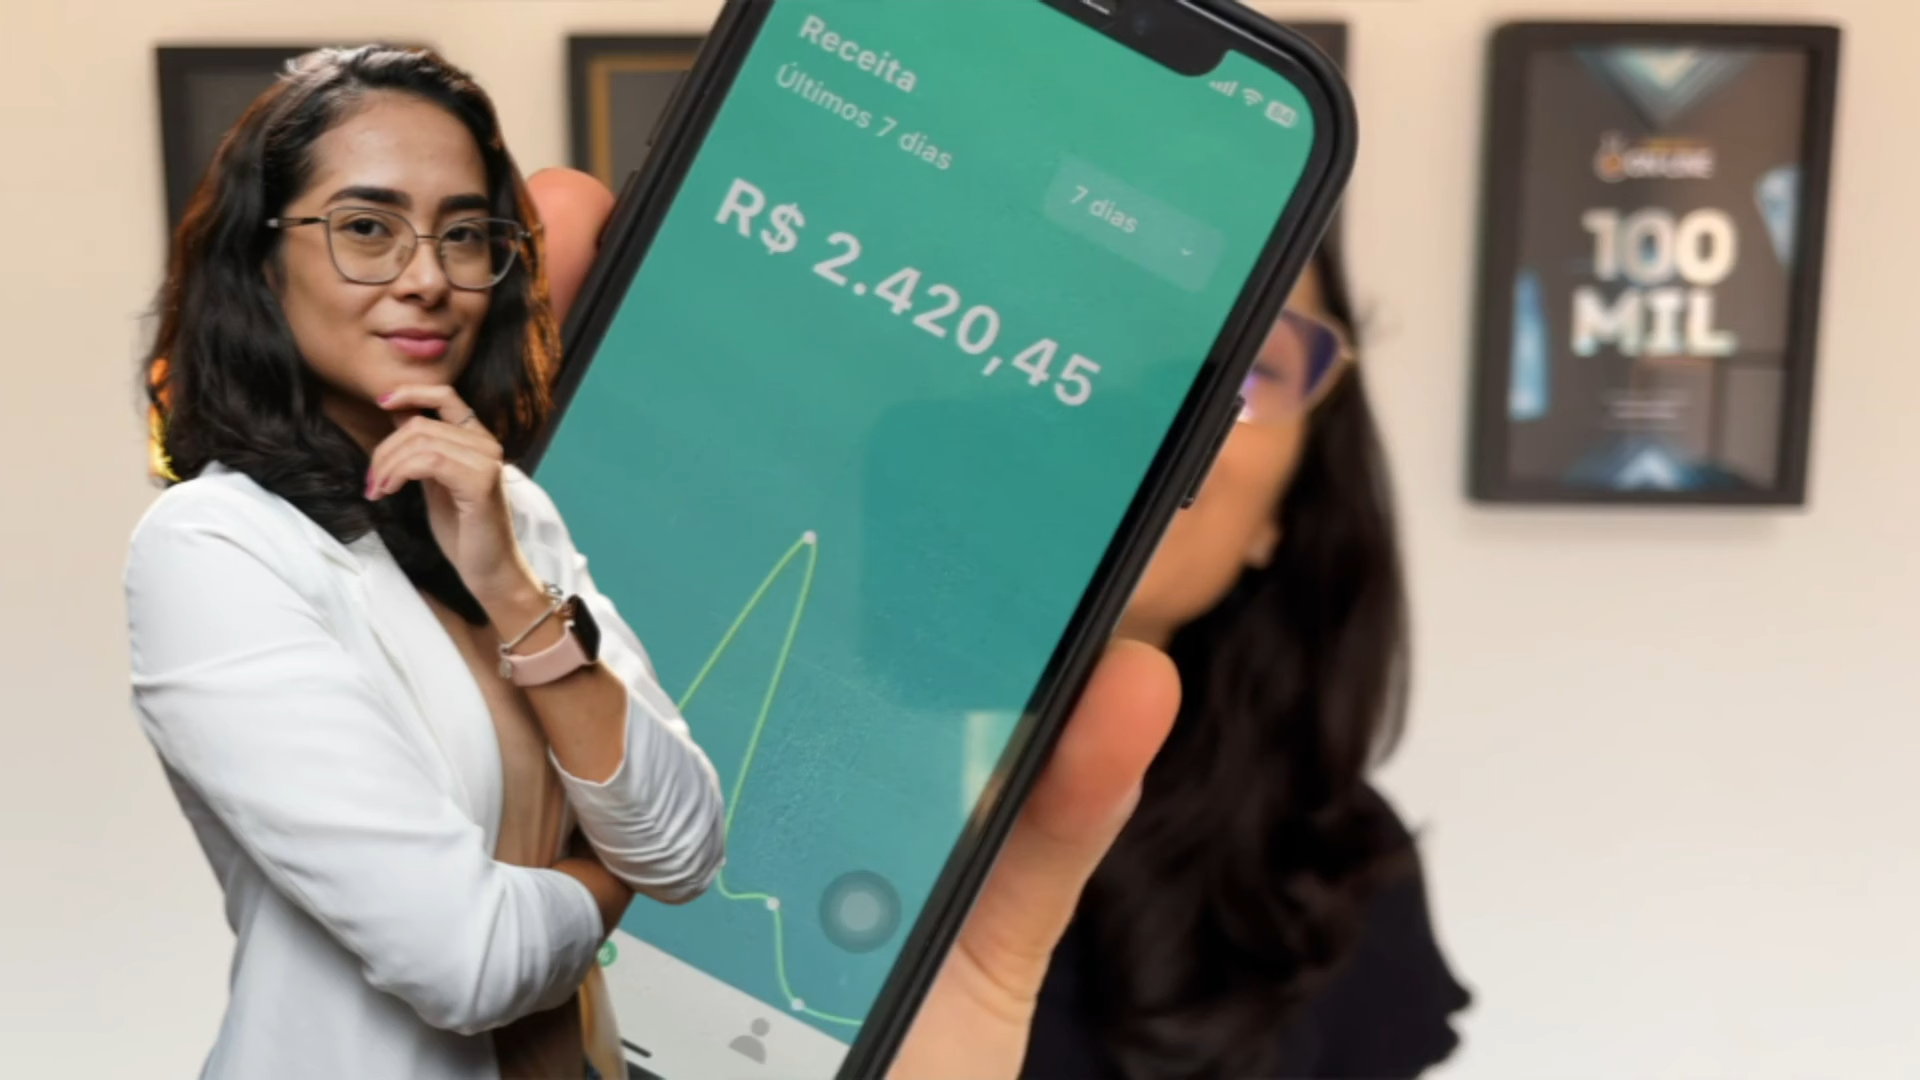 Receita
Últimos 7 dias
7 dias
R$ 2.420,45
100
MIL